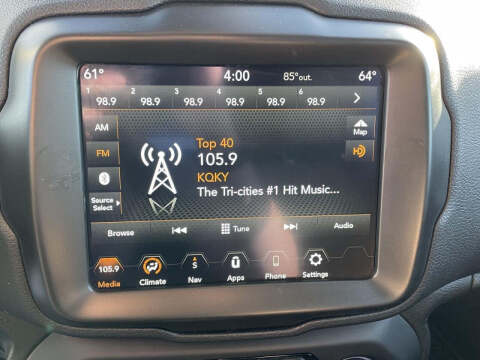 61° 4:00 85°out. 64°
1 2 3 4 5 6
98.9 98.9 98.9 98.9 98.9 98.9
AM
FM
Source
Select
Top 40
105.9
KQKY
The Tri-cities #1 Hit Music...
Map
Browse Tune Audio
105.9 S
Media Climate Nav Apps Phone Settings